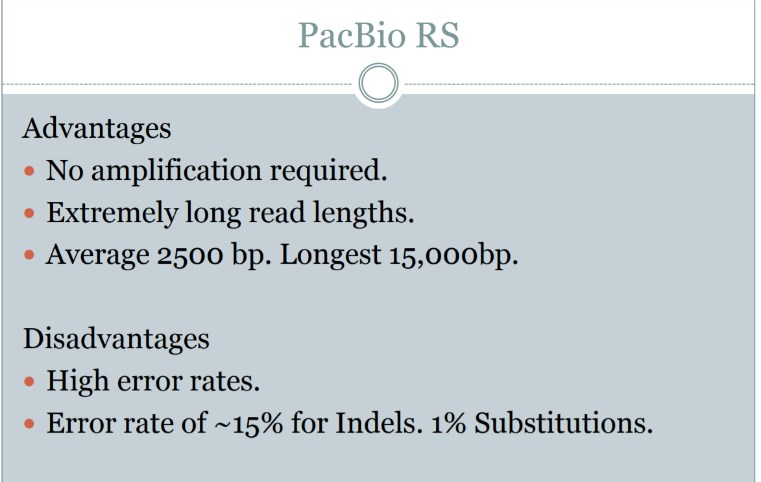 PacBio RS
Advantages
• No amplification required.
• Extremely long read lengths.
• Average 2500 bp. Longest 15,000bp.
Disadvantages
• High error rates.
• Error rate of ~15% for Indels. 1% Substitutions.